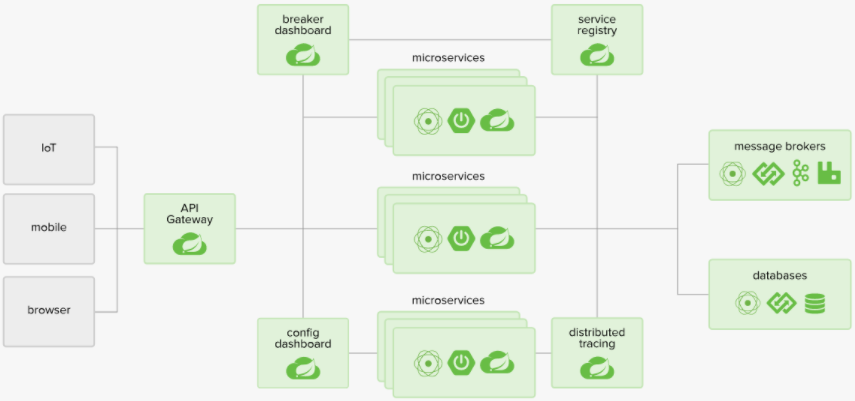 breaker
dashboard
service
registry
microservices
IoT
mobile
browser
API
Gateway
microservices
message brokers
databases
microservices
config
dashboard
distributed
tracing